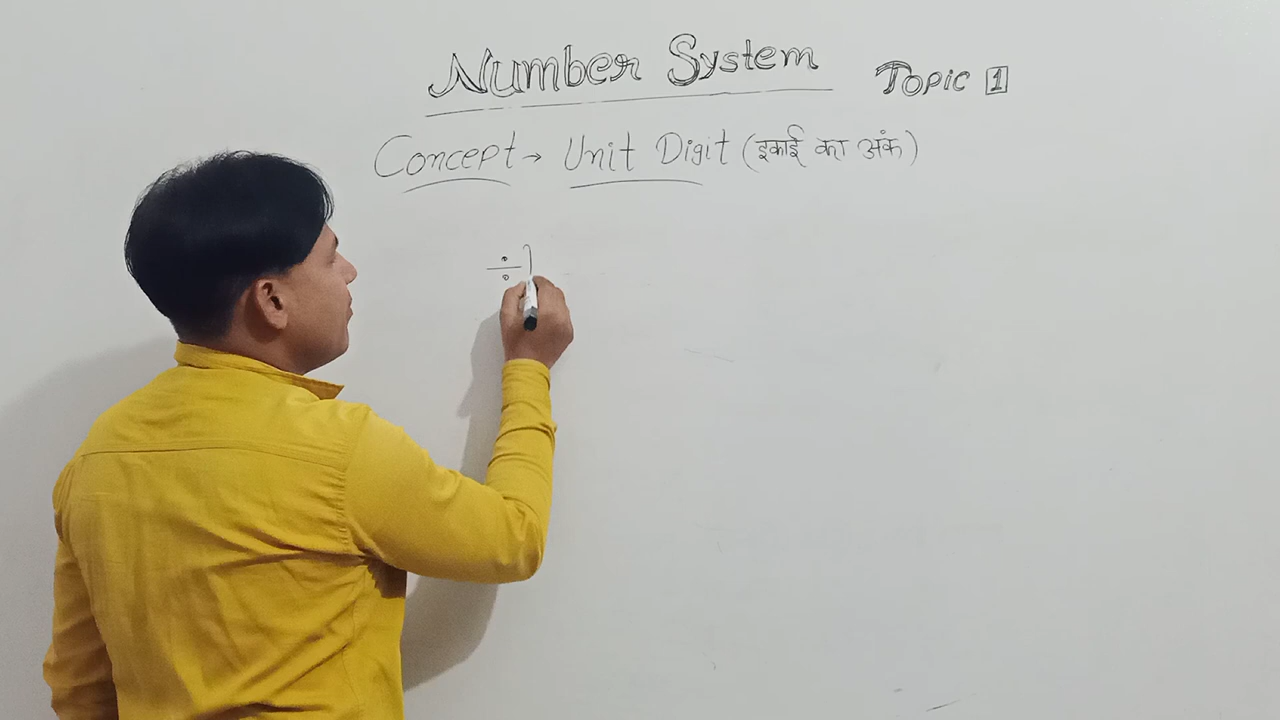 Number System Topic 1
Concept → Unit Digit (इकाई का अंक)
÷